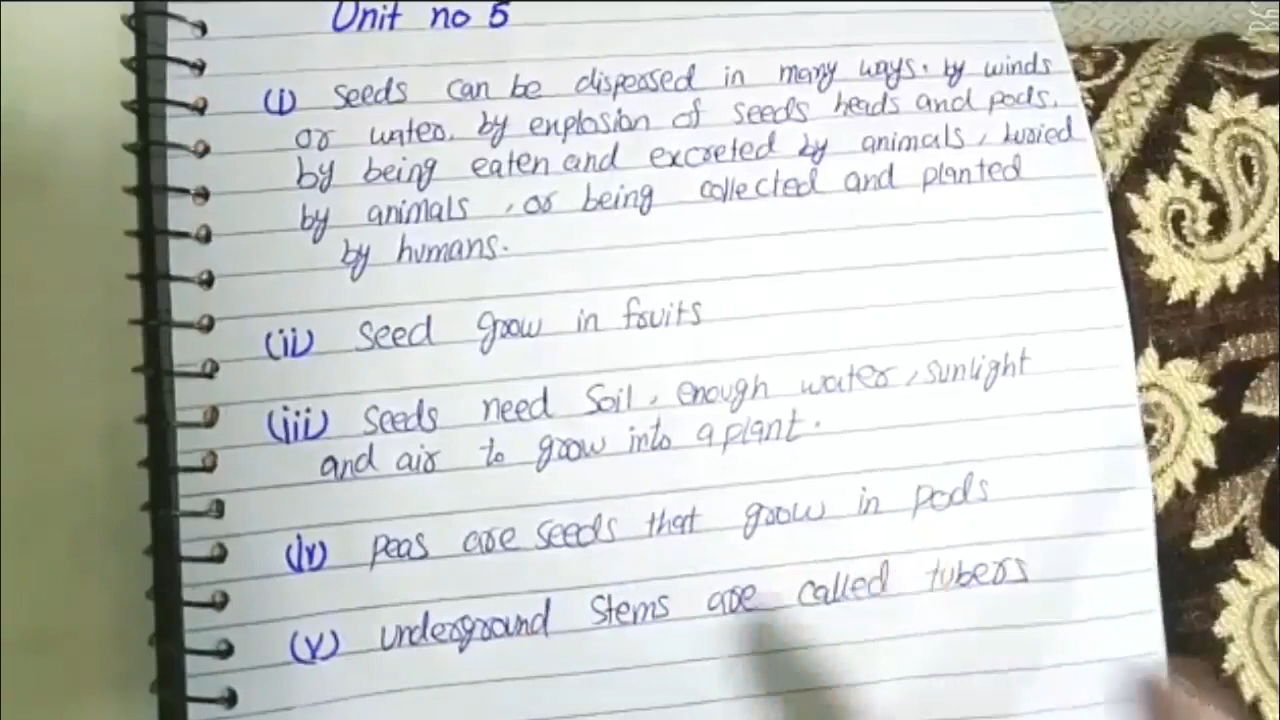 Unit no 5
(i) seeds can be dispersed in many ways. by winds
or water. by explosion of seeds heads and pods.
by being eaten and excreted by animals, buried
by animals, or being collected and planted
by humans.
(ii) seed grow in fruits
(iii) seeds need soil, enough water, sunlight
and air to grow into a plant.
(iv) peas are seeds that grow in pods
(v) underground stems are called tubers